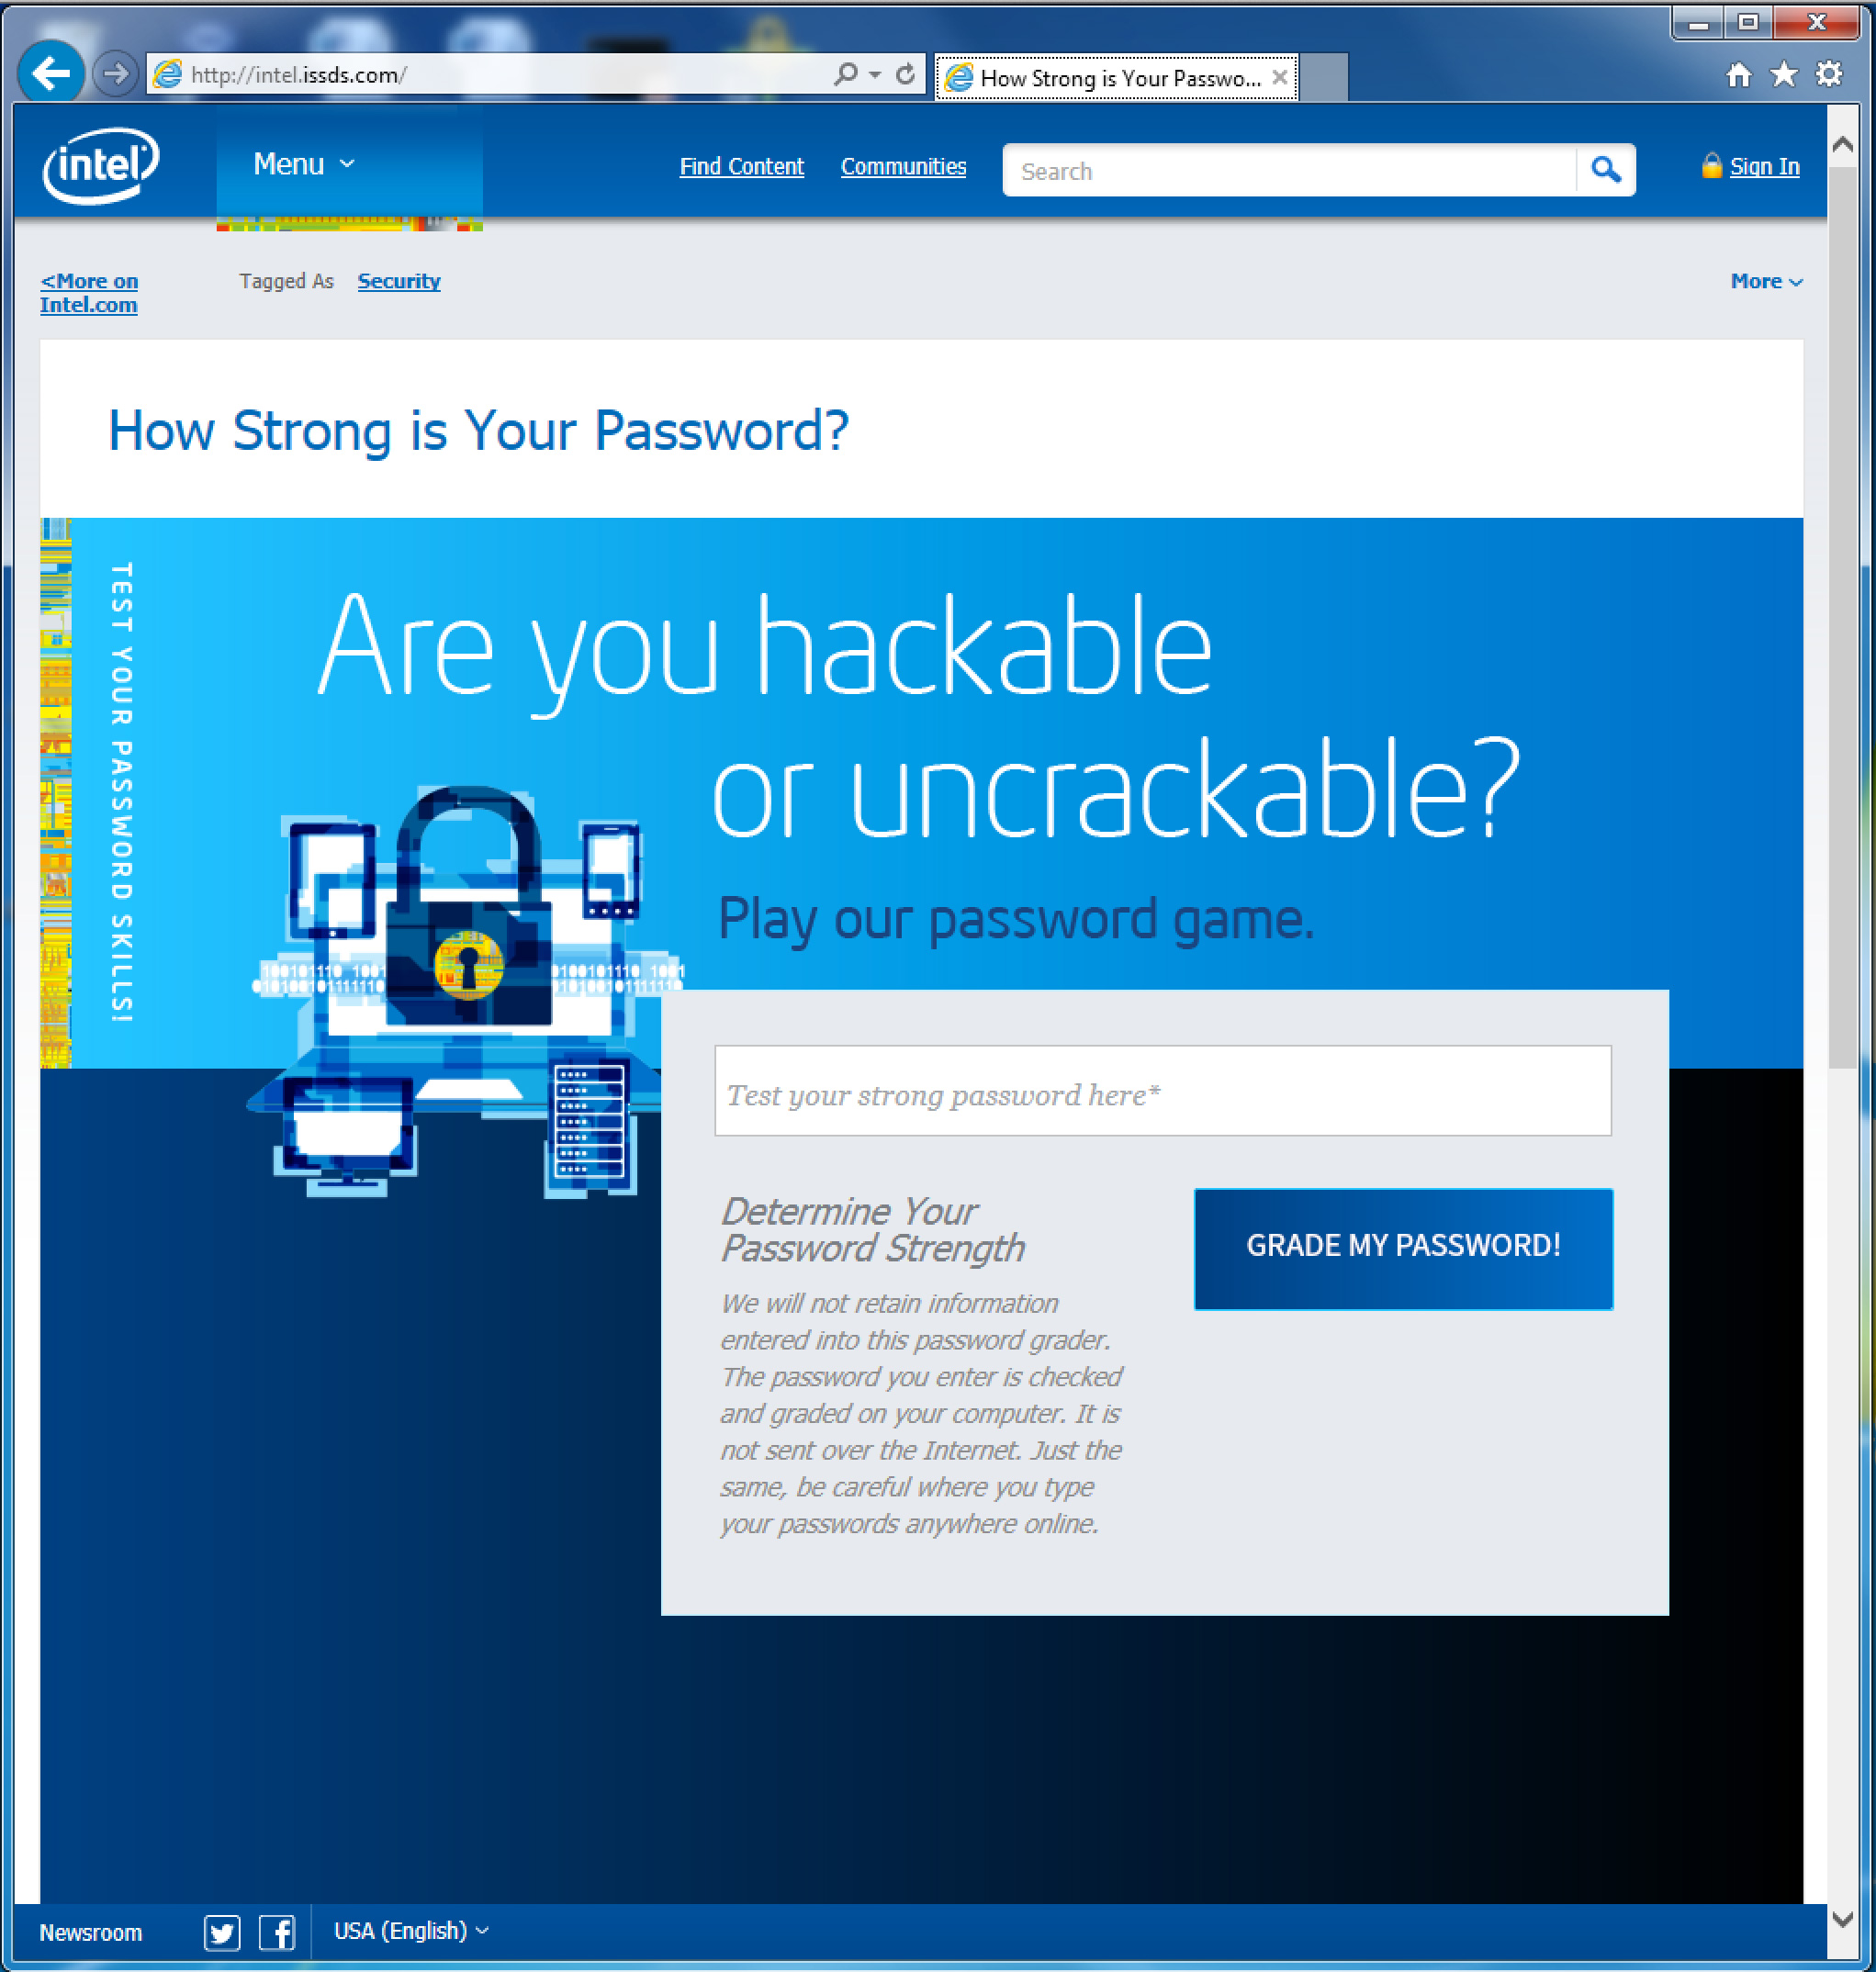 http://intel.issds.com/
How Strong is Your Passwo...
intel
Menu
Find Content
Communities
Search
Sign In
<More on
Intel.com
Tagged As
Security
More
How Strong is Your Password?
TEST YOUR PASSWORD SKILLS!
Are you hackable
or uncrackable?
Play our password game.
100101110 1001
0100101110 1001
Test your strong password here*
Determine Your
Password Strength
GRADE MY PASSWORD!
We will not retain information
entered into this password grader.
The password you enter is checked
and graded on your computer. It is
not sent over the Internet. Just the
same, be careful where you type
your passwords anywhere online.
Newsroom
USA (English)